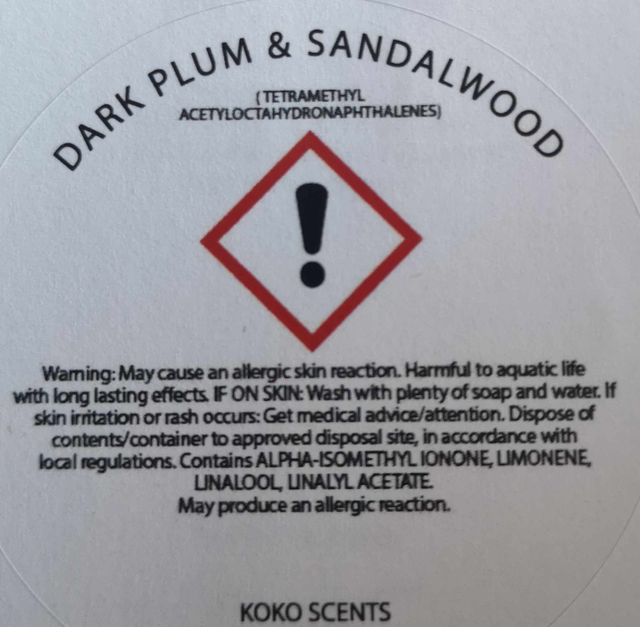 DARK PLUM & SANDALWOOD
(TETRAMETHYL
ACETYLOCTAHYDRONAPHTHALENES)
!
Warning: May cause an allergic skin reaction. Harmful to aquatic life
with long lasting effects. IF ON SKIN: Wash with plenty of soap and water. If
skin irritation or rash occurs: Get medical advice/attention. Dispose of
contents/container to approved disposal site, in accordance with
local regulations. Contains ALPHA-ISOMETHYL IONONE, LIMONENE,
LINALOOL, LINALYL ACETATE.
May produce an allergic reaction.
KOKO SCENTS